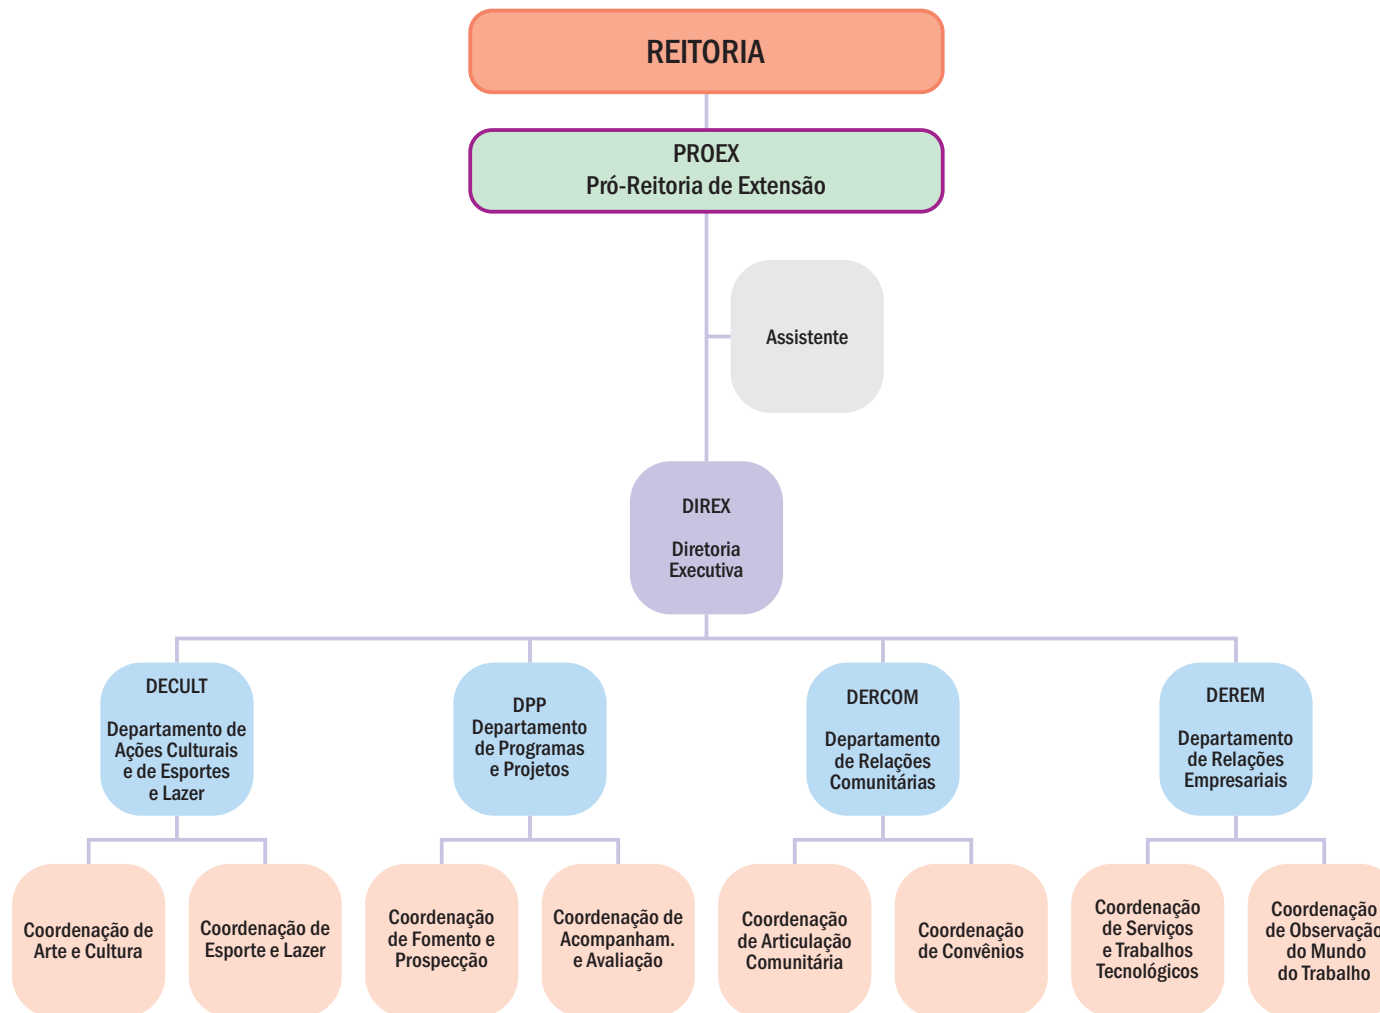 REITORIA
PROEX
Pró-Reitoria de Extensão
Assistente
DIREX
Diretoria
Executiva
DECULT
Departamento de
Ações Culturais
e de Esportes
e Lazer
DPP
Departamento
de Programas
e Projetos
DERCOM
Departamento
de Relações
Comunitárias
DEREM
Departamento
de Relações
Empresariais
Coordenação de
Arte e Cultura
Coordenação de
Esporte e Lazer
Coordenação
de Fomento e
Prospecção
Coordenação de
Acompanham.
e Avaliação
Coordenação
de Articulação
Comunitária
Coordenação
de Convênios
Coordenação
de Serviços
e Trabalhos
Tecnológicos
Coordenação
de Observação
do Mundo
do Trabalho